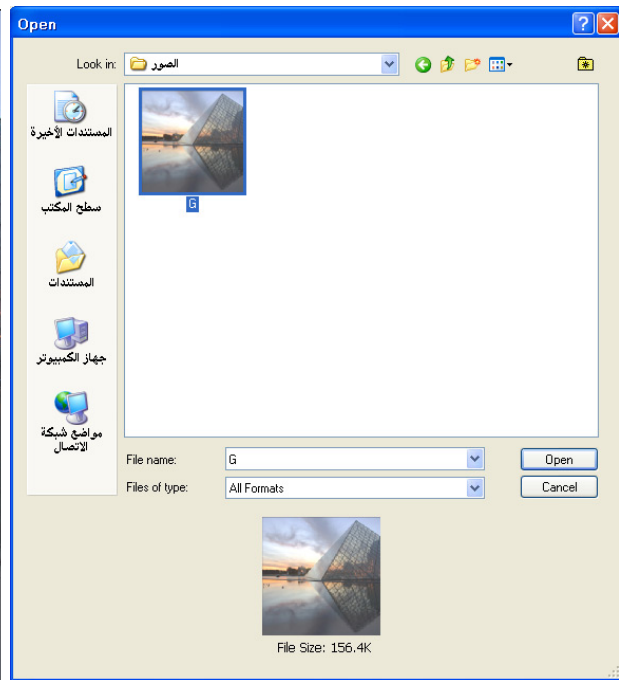 Open
Look in:
الصور
المستندات الأخيرة
سطح المكتب
المستندات
جهاز الكمبيوتر
مواضع شبكة
الاتصال
G
File name:
G
Open
Files of type:
All Formats
Cancel
File Size: 156.4K